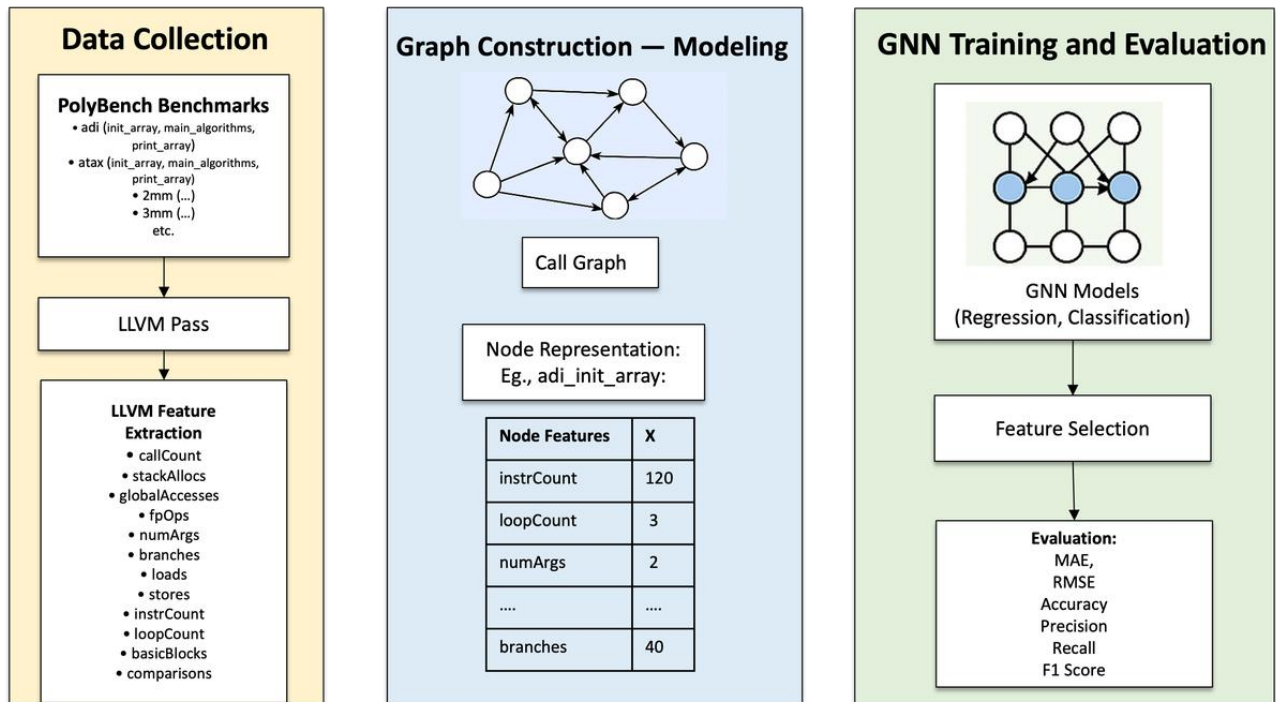 Data Collection
PolyBench Benchmarks
• adi (init_array, main_algorithms,
print_array)
• atax (init_array, main_algorithms,
print_array)
• 2mm (...)
• 3mm (...)
etc.
LLVM Pass
LLVM Feature
Extraction
• callCount
• stackAllocs
• globalAccesses
• fpOps
• numArgs
• branches
• loads
• stores
• instrCount
• loopCount
• basicBlocks
• comparisons
Graph Construction — Modeling
Call Graph
Node Representation:
Eg., adi_init_array:
Node Features X
instrCount 120
loopCount 3
numArgs 2
.... ....
branches 40
GNN Training and Evaluation
GNN Models
(Regression, Classification)
Feature Selection
Evaluation:
MAE,
RMSE
Accuracy
Precision
Recall
F1 Score